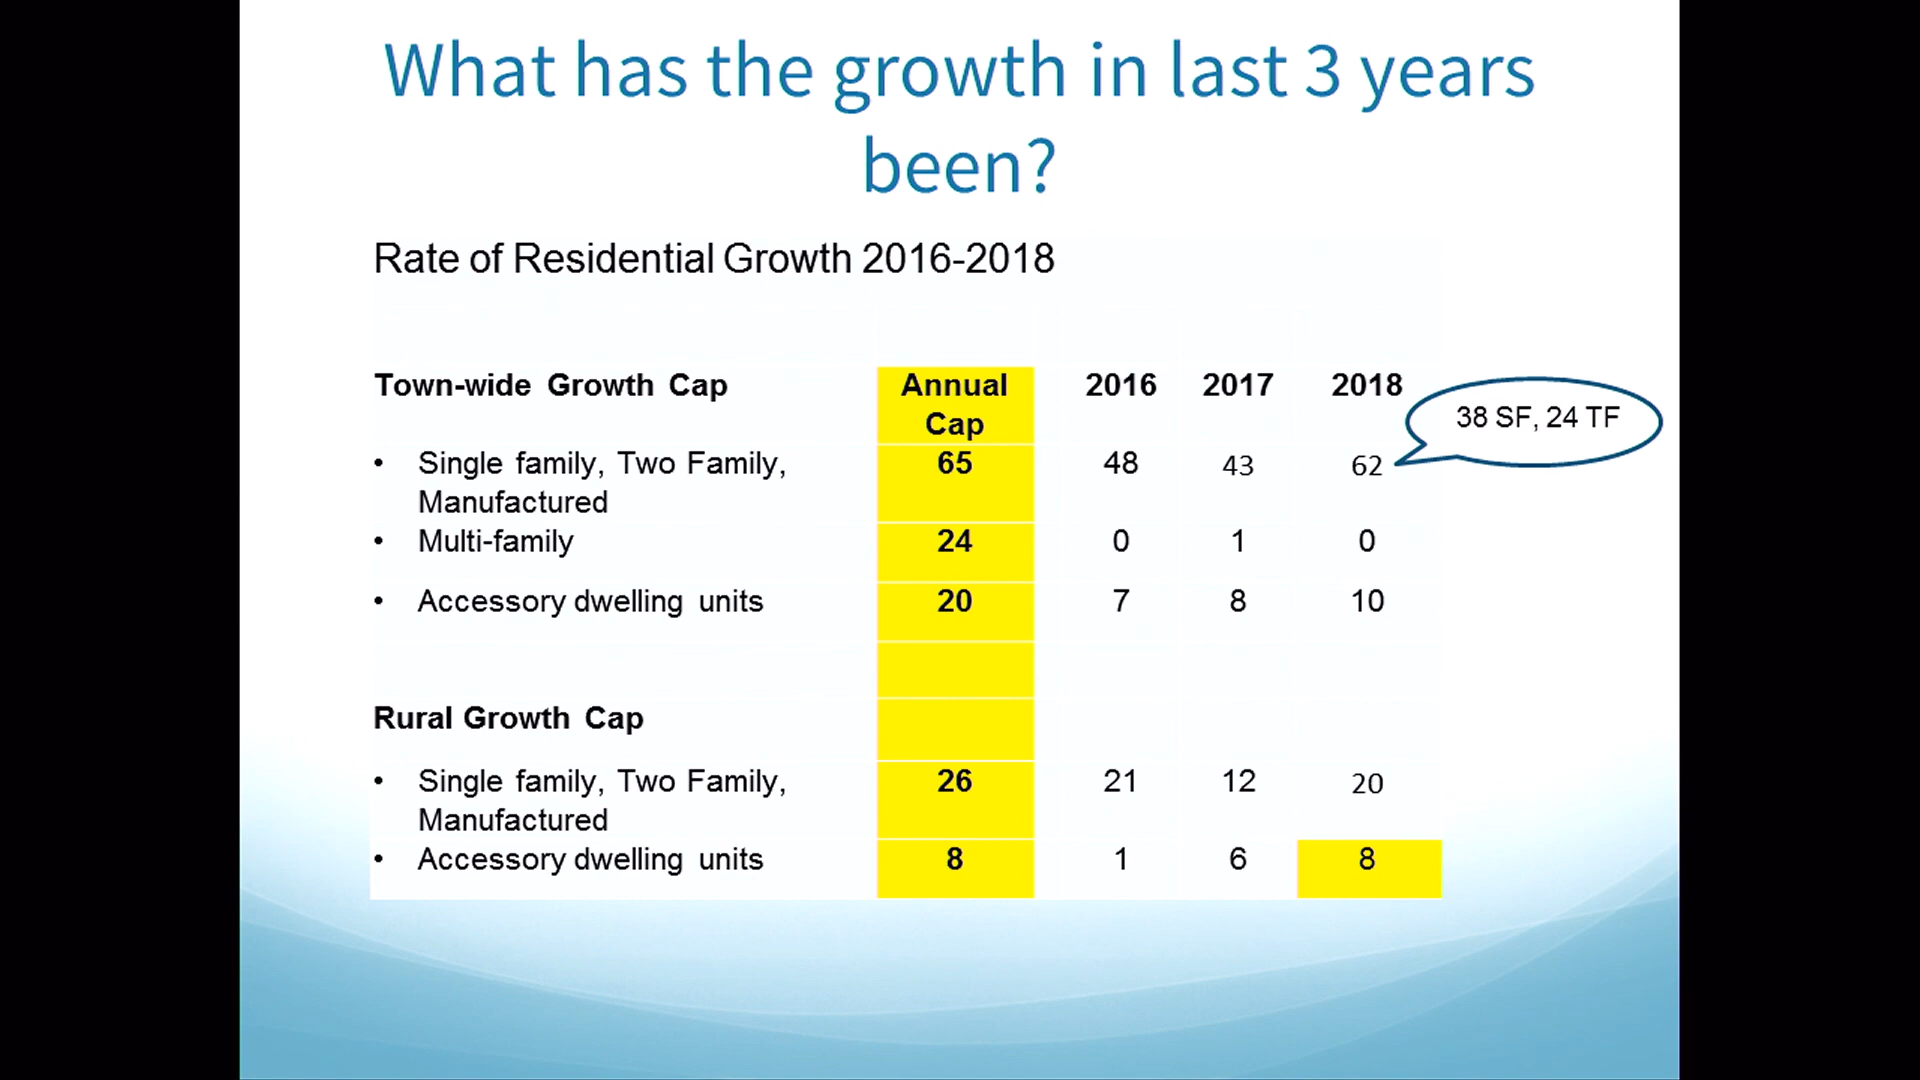 What has the growth in last 3 years
been?
Rate of Residential Growth 2016-2018
Town-wide Growth Cap Annual Cap 2016 2017 2018
38 SF, 24 TF
• Single family, Two Family, Manufactured 65 48 43 62
• Multi-family 24 0 1 0
• Accessory dwelling units 20 7 8 10
Rural Growth Cap
• Single family, Two Family, Manufactured 26 21 12 20
• Accessory dwelling units 8 1 6 8